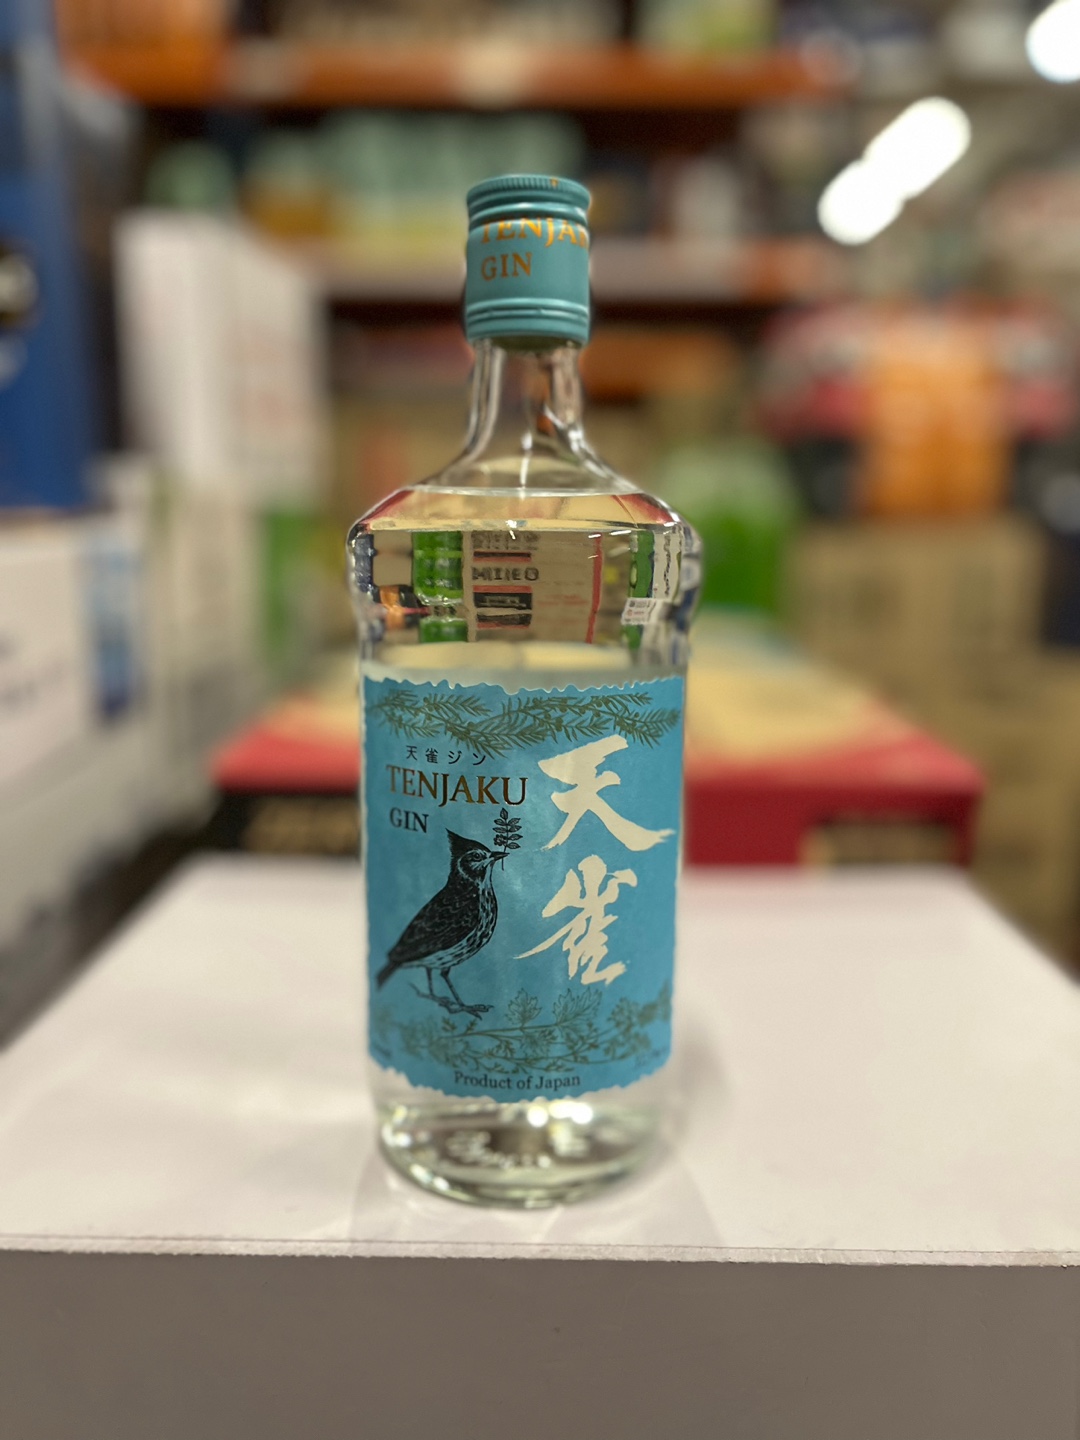 TENJAKU
GIN
天雀ジン
TENJAKU
GIN
天雀
Product of Japan